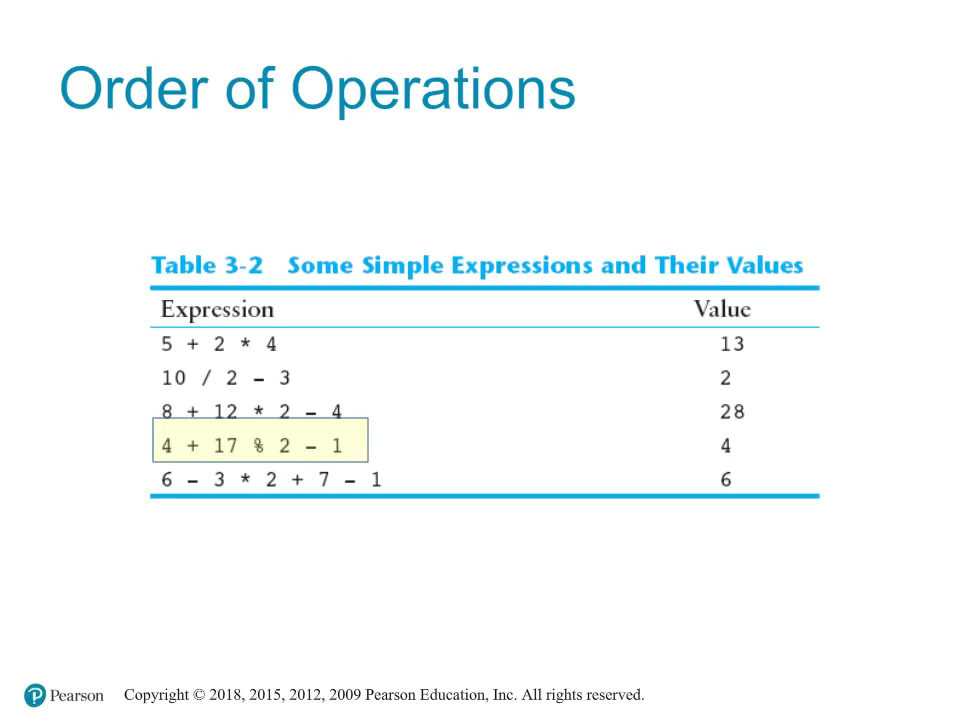 Order of Operations
Table 3-2 Some Simple Expressions and Their Values
Expression Value
5 + 2 * 4 13
10 / 2 – 3 2
8 + 12 * 2 – 4 28
4 + 17 % 2 – 1 4
6 – 3 * 2 + 7 – 1 6
Pearson Copyright © 2018, 2015, 2012, 2009 Pearson Education, Inc. All rights reserved.